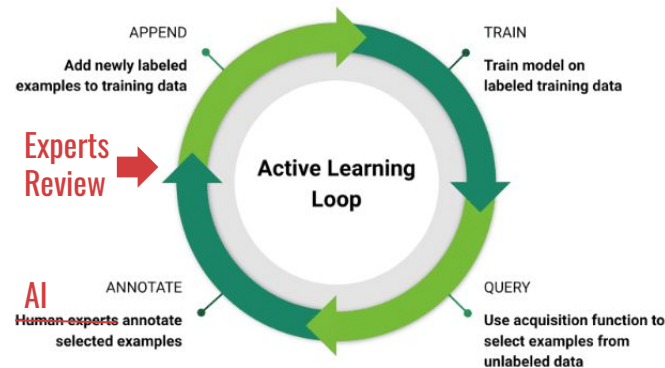 APPEND
Add newly labeled
examples to training data
TRAIN
Train model on
labeled training data
Experts
Review
Active Learning
Loop
AI
ANNOTATE
Human experts annotate
selected examples
QUERY
Use acquisition function to
select examples from
unlabeled data